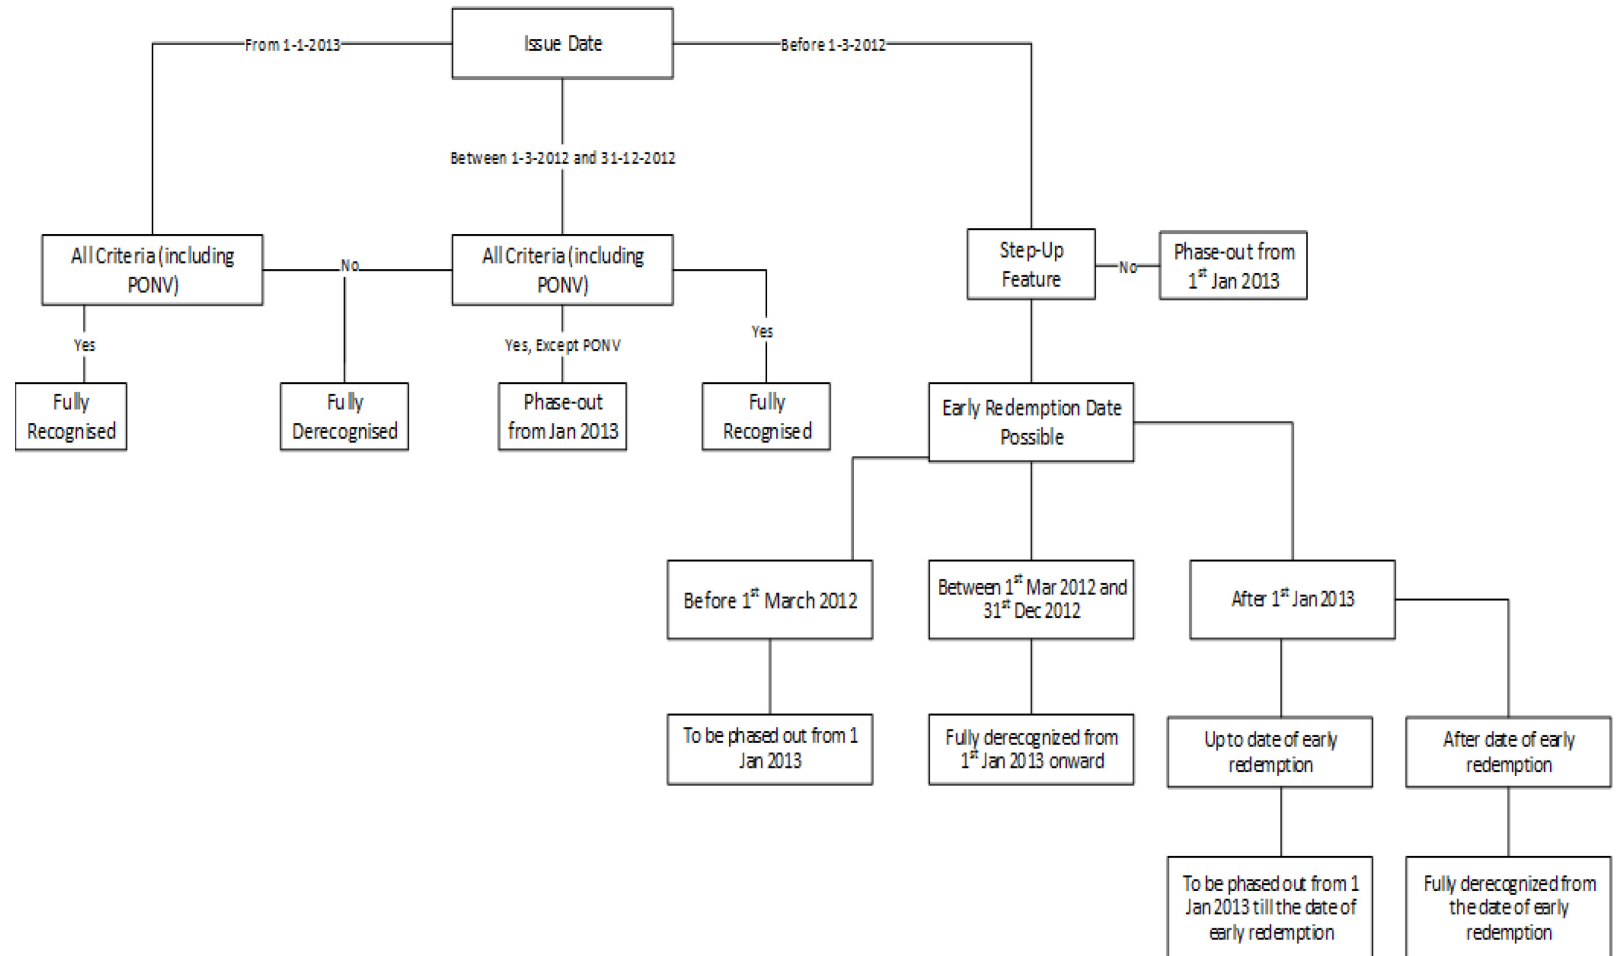 From 1-1-2013
Issue Date
Before 1-3-2012
Between 1-3-2012 and 31-12-2012
All Criteria (including
PONV)
No
All Criteria (including
PONV)
Step-Up
Feature
No
Phase-out from
1st Jan 2013
Yes
Yes, Except PONV
Yes
Fully
Recognised
Fully
Derecognised
Phase-out
from Jan 2013
Fully
Recognised
Early Redemption Date
Possible
Before 1st March 2012
Between 1st Mar 2012 and
31st Dec 2012
After 1st Jan 2013
To be phased out from 1
Jan 2013
Fully derecognized from
1st Jan 2013 onward
Up to date of early
redemption
After date of early
redemption
To be phased out from 1
Jan 2013 till the date of
early redemption
Fully derecognized from
the date of early
redemption